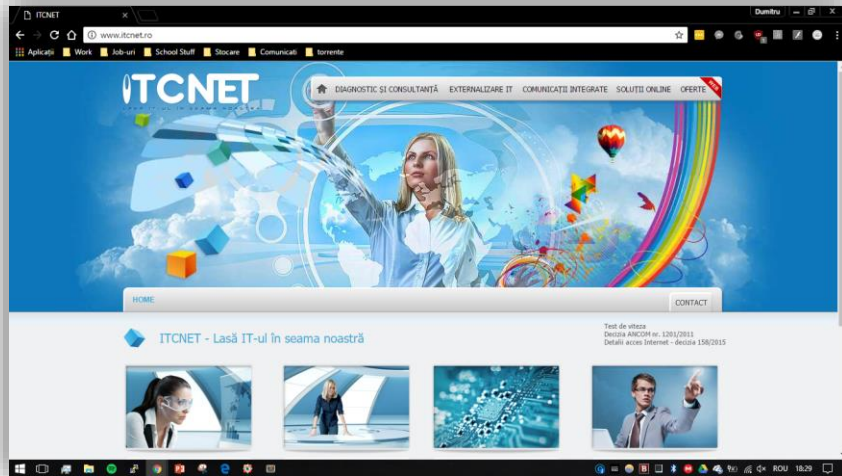 ITCNET
Dumitru
www.itcnet.ro
Aplicații Work Job-uri School Stuff Stocare Comunicati torrente
ITCNET
DIAGNOSTIC ȘI CONSULTANȚĂ EXTERNALIZARE IT COMUNICAȚII INTEGRATE SOLUȚII ONLINE OFERTE
HOME
CONTACT
ITCNET - Lasă IT-ul în seama noastră
Test de viteza
Decizia ANCOM nr. 1201/2011
Detalii acces Internet - decizia 158/2015
ROU 18:29